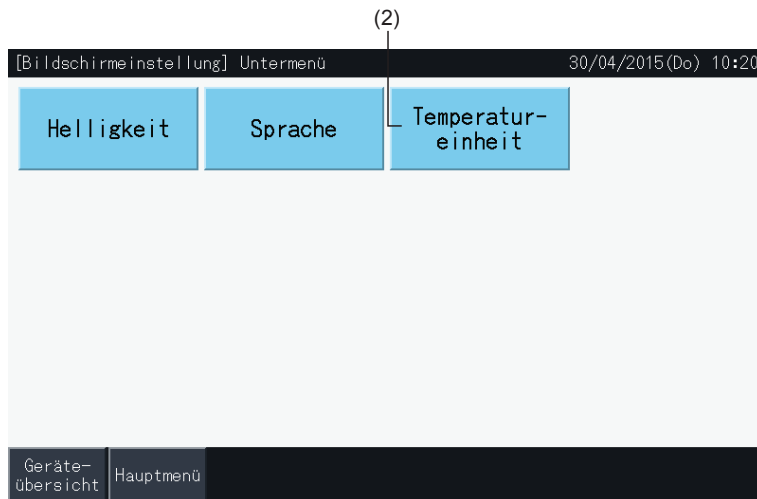 (2)
[Bildschirmeinstellung] Untermenü 30/04/2015(Do) 10:20
Helligkeit Sprache Temperatur-
einheit
Geräte-
übersicht Hauptmenü